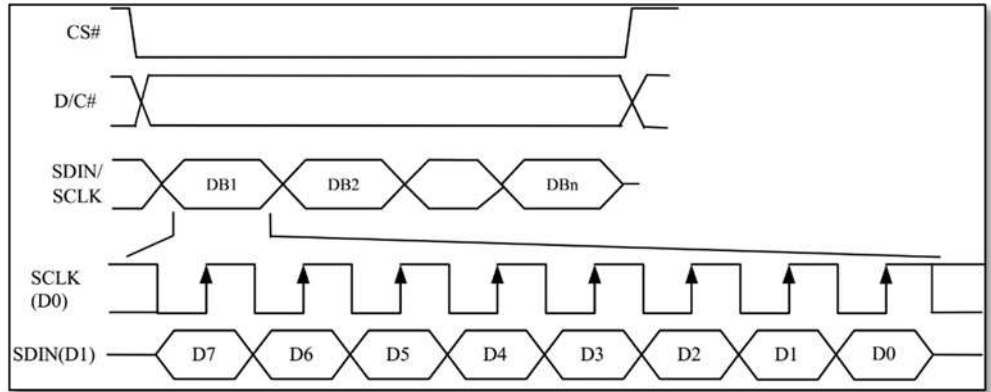 CS#
D/C#
SDIN/
SCLK
DB1 DB2 DBn
SCLK
(D0)
SDIN(D1) D7 D6 D5 D4 D3 D2 D1 D0